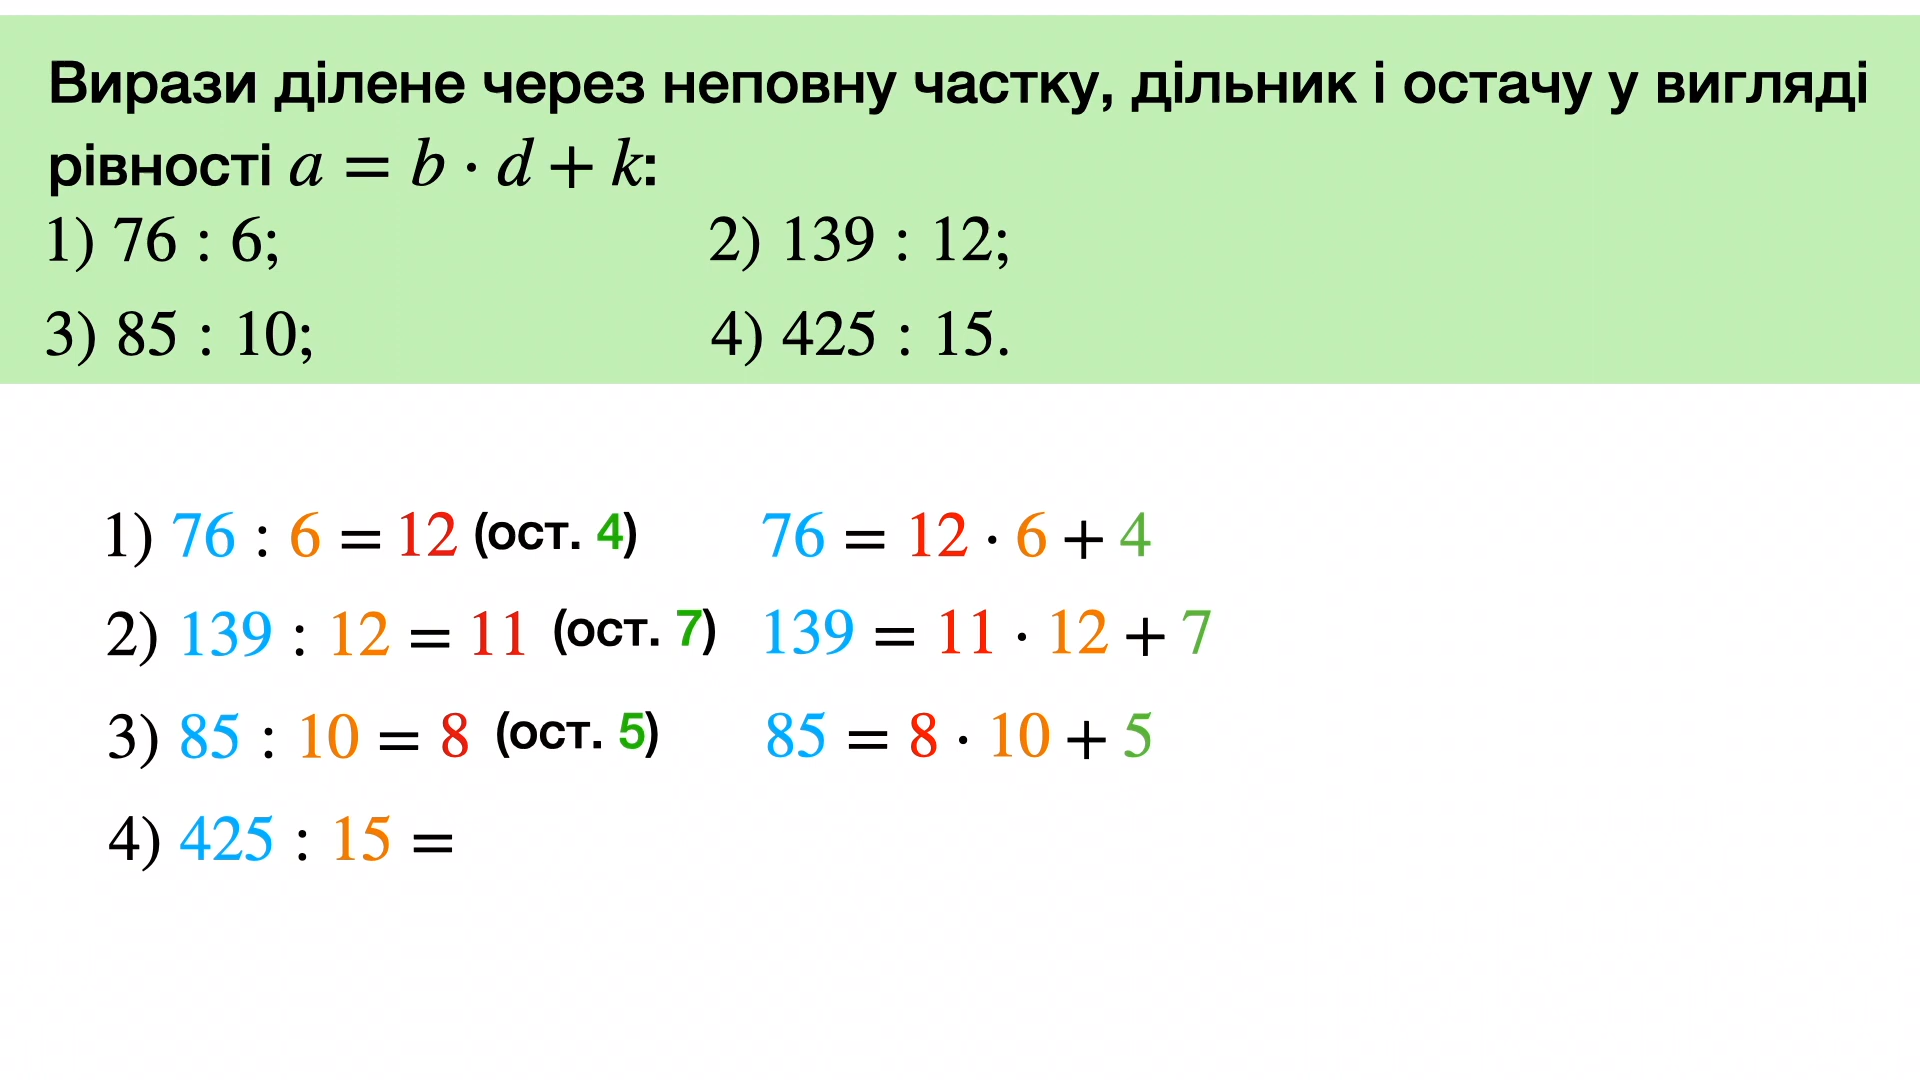 Вирази ділене через неповну частку, дільник і остачу у вигляді
рівності a = b · d + k:
1) 76 : 6; 2) 139 : 12;
3) 85 : 10; 4) 425 : 15.
1) 76 : 6 = 12 (ост. 4) 76 = 12 · 6 + 4
2) 139 : 12 = 11 (ост. 7) 139 = 11 · 12 + 7
3) 85 : 10 = 8 (ост. 5) 85 = 8 · 10 + 5
4) 425 : 15 =